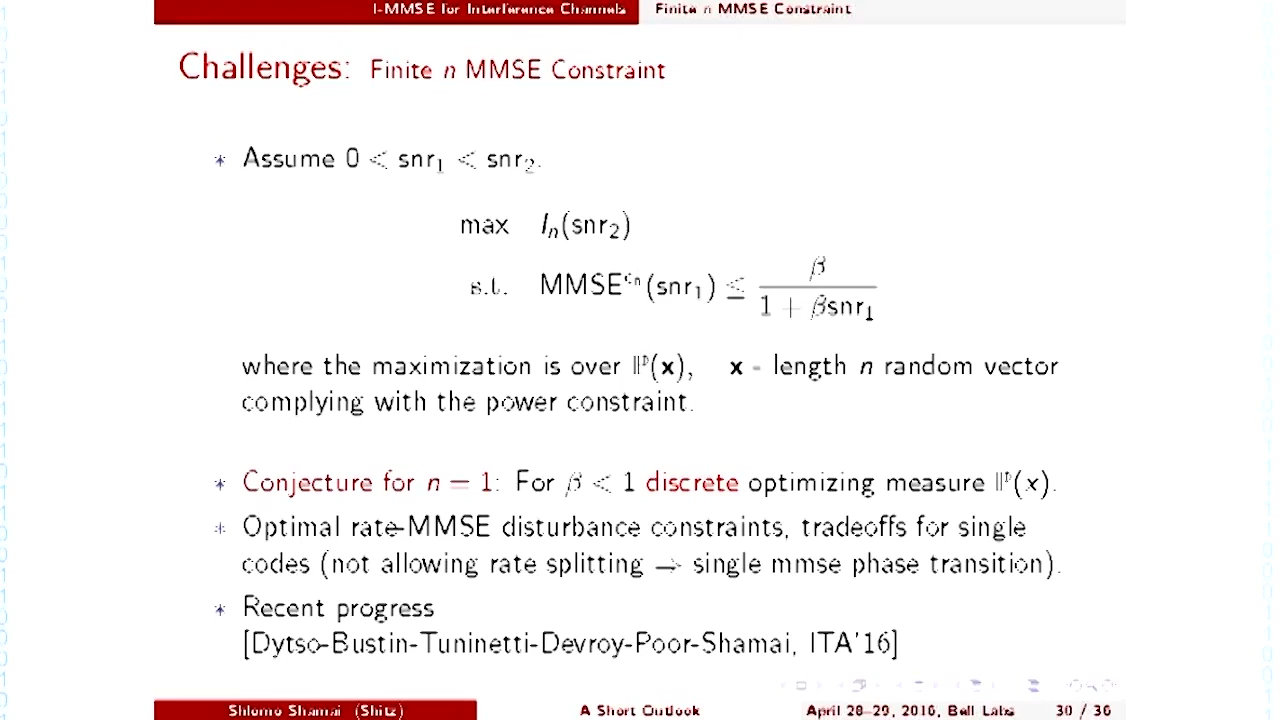 I-MMSE for Interference Channels Finite n MMSE Constraint
Challenges: Finite n MMSE Constraint
* Assume 0 < snr₁ < snr₂.
max Iₙ(snr₂)
s.t. MMSE^{cₙ}(snr₁) ≤ β / (1 + βsnr₁)
where the maximization is over ℙ(x), x - length n random vector
complying with the power constraint.
* Conjecture for n = 1: For β < 1 discrete optimizing measure ℙ(x).
* Optimal rate-MMSE disturbance constraints, tradeoffs for single
codes (not allowing rate splitting → single mmse phase transition).
* Recent progress
[Dytso-Bustin-Tuninetti-Devroy-Poor-Shamai, ITA'16]
Shlomo Shamai (Shitz) A Short Outlook April 28-29, 2016, Bell Labs 30 / 36